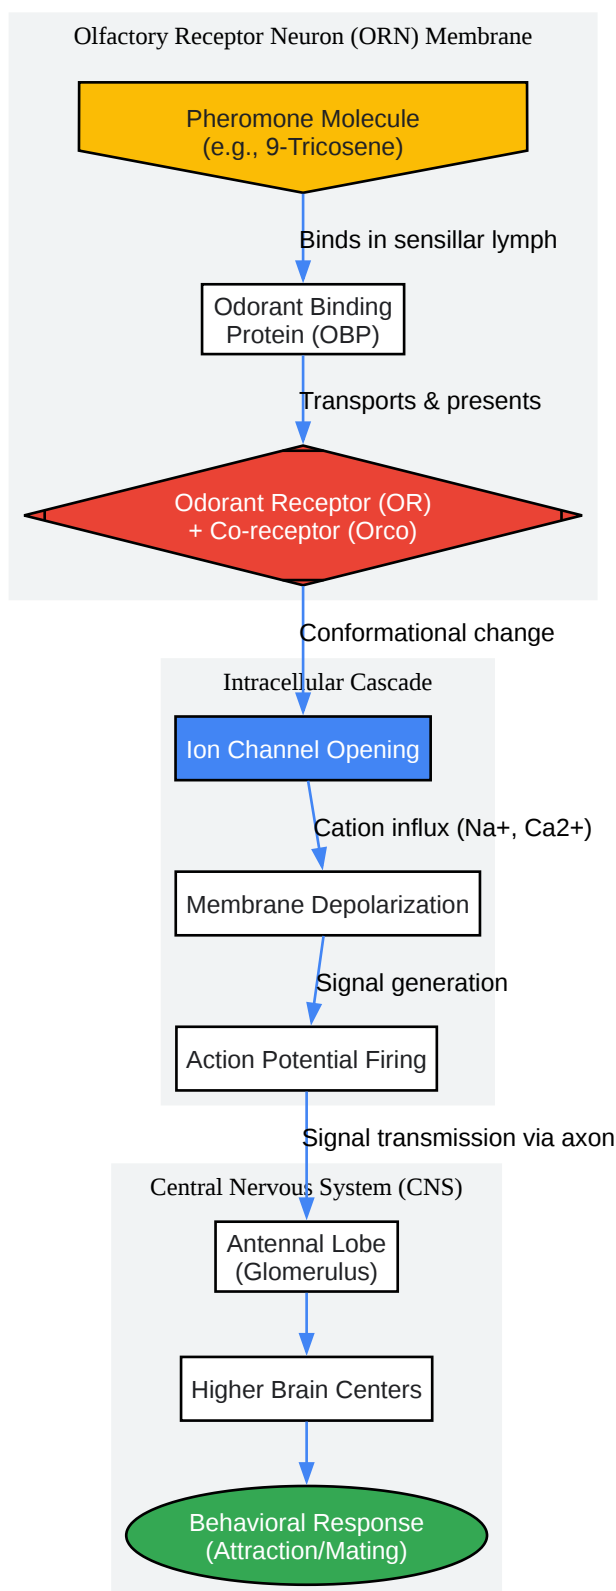 Olfactory Receptor Neuron (ORN) Membrane
Pheromone Molecule
(e.g., 9-Tricosene)
Binds in sensillar lymph
Odorant Binding
Protein (OBP)
Transports & presents
Odorant Receptor (OR)
+ Co-receptor (Orco)
Conformational change
Intracellular Cascade
Ion Channel Opening
Cation influx (Na+, Ca2+)
Membrane Depolarization
Signal generation
Action Potential Firing
Signal transmission via axon
Central Nervous System (CNS)
Antennal Lobe
(Glomerulus)
Higher Brain Centers
Behavioral Response
(Attraction/Mating)